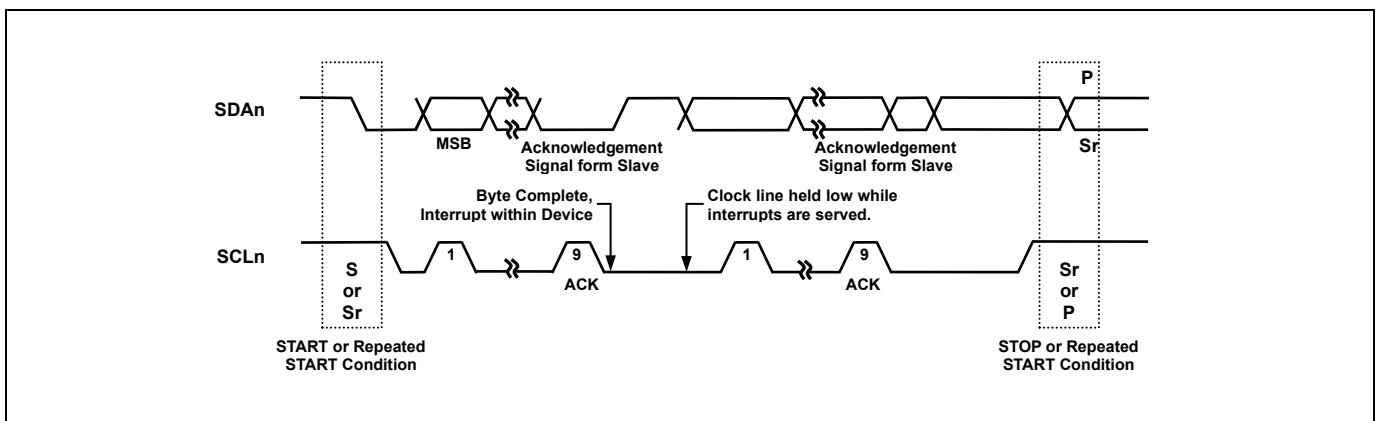 P
SDAn
MSB
Acknowledgement
Signal form Slave
Acknowledgement
Signal form Slave
Sr
Byte Complete,
Interrupt within Device
Clock line held low while
interrupts are served.
SCLn
1
9
1
9
ACK
ACK
S
or
Sr
Sr
or
P
START or Repeated
START Condition
STOP or Repeated
START Condition